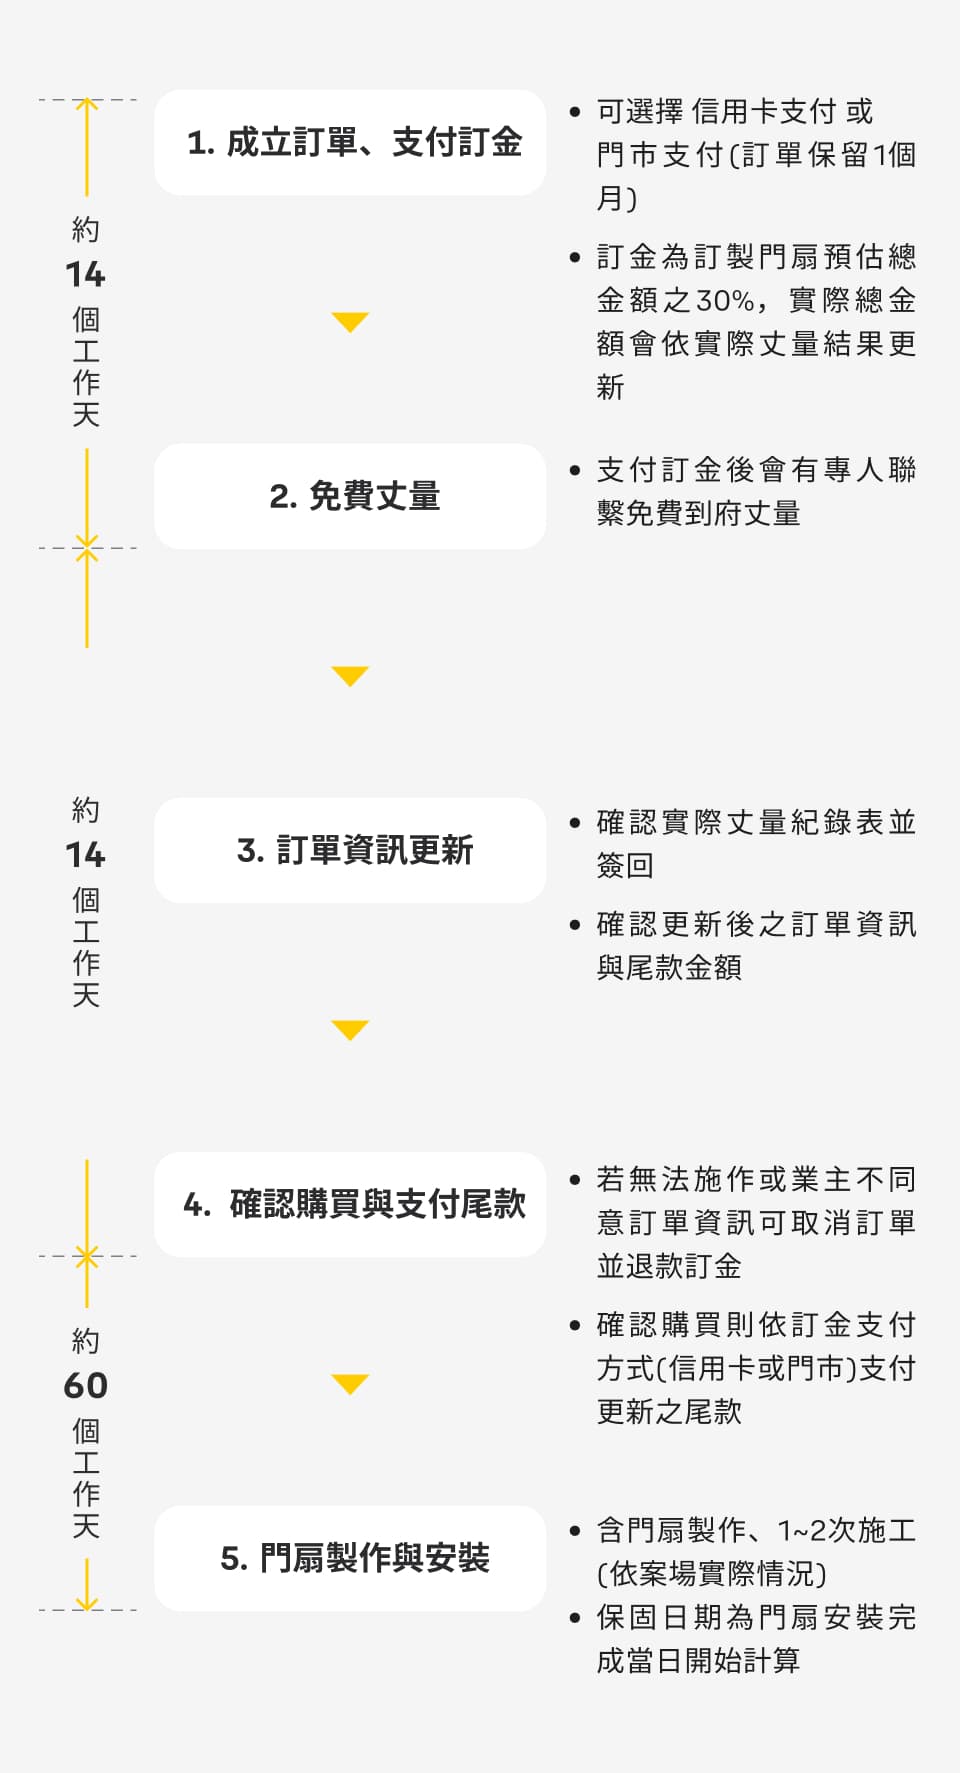 1. 成立訂單、支付訂金
• 可選擇 信用卡支付 或
門市支付(訂單保留1個
月)
• 訂金為訂製門扇預估總
金額之30%，實際總金
額會依實際丈量結果更
新
約
14
個
工
作
天
2. 免費丈量
• 支付訂金後會有專人聯
繫免費到府丈量
約
14
個
工
作
天
3. 訂單資訊更新
• 確認實際丈量紀錄表並
簽回
• 確認更新後之訂單資訊
與尾款金額
4. 確認購買與支付尾款
• 若無法施作或業主不同
意訂單資訊可取消訂單
並退款訂金
• 確認購買則依訂金支付
方式(信用卡或門市)支付
更新之尾款
約
60
個
工
作
天
5. 門扇製作與安裝
• 含門扇製作、1~2次施工
(依案場實際情況)
• 保固日期為門扇安裝完
成當日開始計算